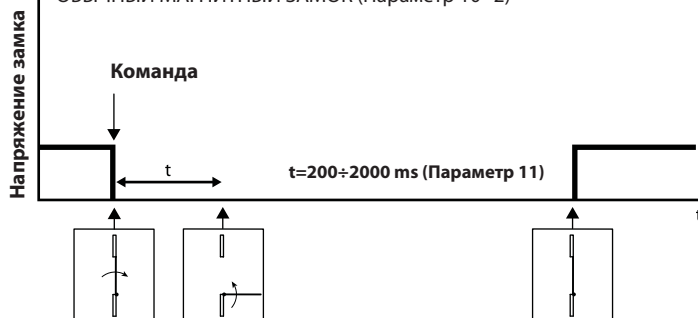 ОБЫЧНЫЙ МАГНИТНЫЙ ЗАМОК (Параметр 10=2)
Напряжение замка
Команда
t
t=200÷2000 ms (Параметр 11)
t